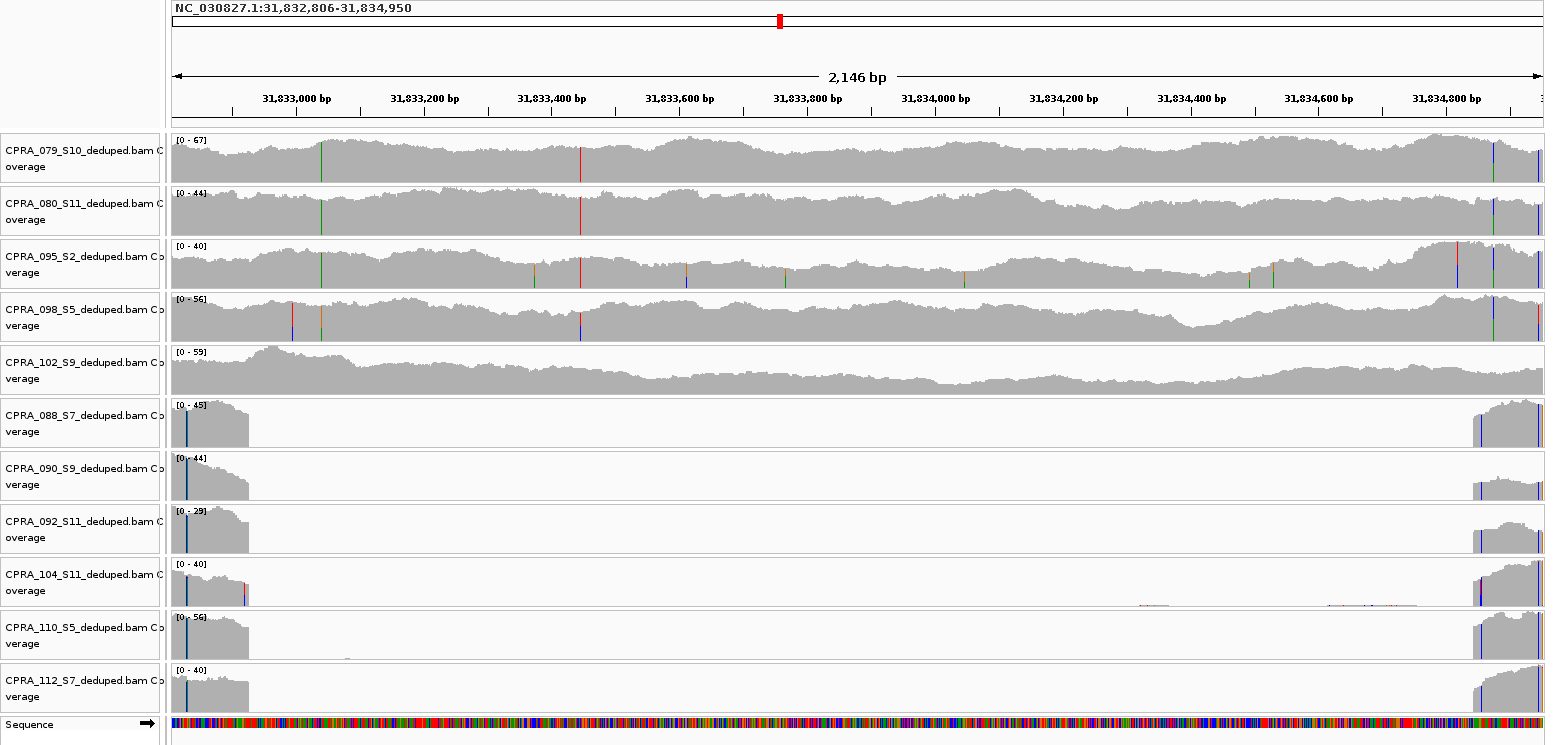 NC_030827.1:31,832,806-31,834,950
2,146 bp
31,833,000 bp 31,833,200 bp 31,833,400 bp 31,833,600 bp 31,833,800 bp 31,834,000 bp 31,834,200 bp 31,834,400 bp 31,834,600 bp 31,834,800 bp
[0 - 67]
CPRA_079_S10_deduped.bam C
overage
[0 - 44]
CPRA_080_S11_deduped.bam C
overage
[0 - 40]
CPRA_095_S2_deduped.bam Co
verage
[0 - 56]
CPRA_098_S5_deduped.bam Co
verage
[0 - 59]
CPRA_102_S9_deduped.bam Co
verage
[0 - 45]
CPRA_088_S7_deduped.bam Co
verage
[0 - 44]
CPRA_090_S9_deduped.bam Co
verage
[0 - 29]
CPRA_092_S11_deduped.bam C
overage
[0 - 40]
CPRA_104_S11_deduped.bam C
overage
[0 - 56]
CPRA_110_S5_deduped.bam Co
verage
[0 - 40]
CPRA_112_S7_deduped.bam Co
verage
Sequence